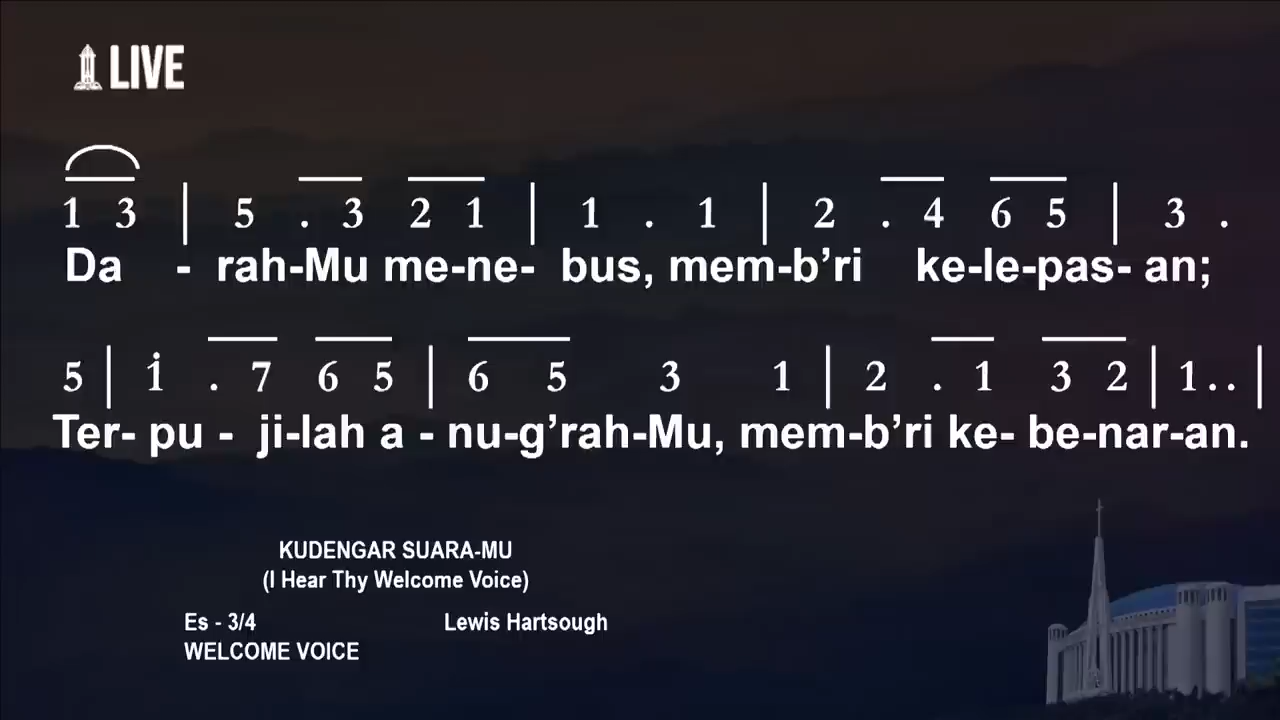 LIVE
1 3 | 5 . 3 2 1 | 1 . 1 | 2 . 4 6 5 | 3 .
Da - rah-Mu me-ne- bus, mem-b’ri ke-le-pas- an;
5 | 1̇ . 7 6 5 | 6 5 3 1 | 2 . 1 3 2 | 1 . . |
Ter- pu - ji-lah a - nu-g’rah-Mu, mem-b’ri ke- be-nar-an.
KUDENGAR SUARA-MU
(I Hear Thy Welcome Voice)
Es - 3/4 Lewis Hartsough
WELCOME VOICE